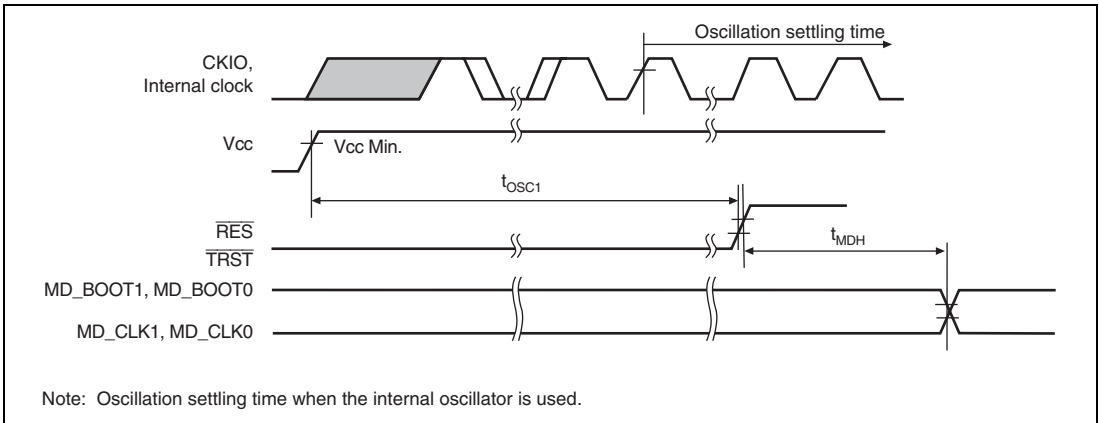 Oscillation settling time
CKIO,
Internal clock
Vcc
Vcc Min.
tOSC1
RES
TRST
tMDH
MD_BOOT1, MD_BOOT0
MD_CLK1, MD_CLK0
Note: Oscillation settling time when the internal oscillator is used.